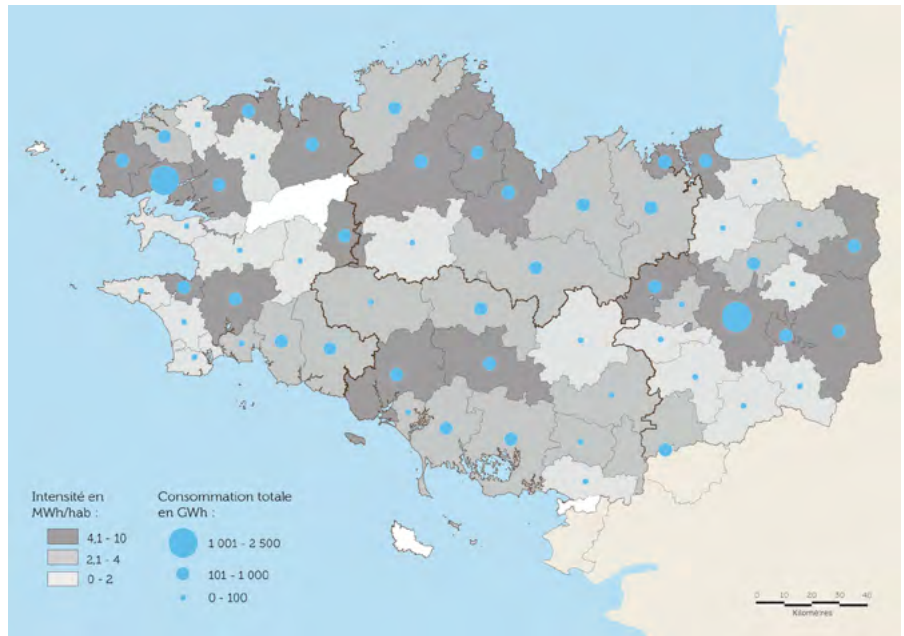 Intensité en
MWh/hab :
4,1 - 10
2,1 - 4
0 - 2
Consommation totale
en GWh :
1 001 - 2 500
101 - 1 000
0 - 100
0 10 20 30 40
Kilomètres